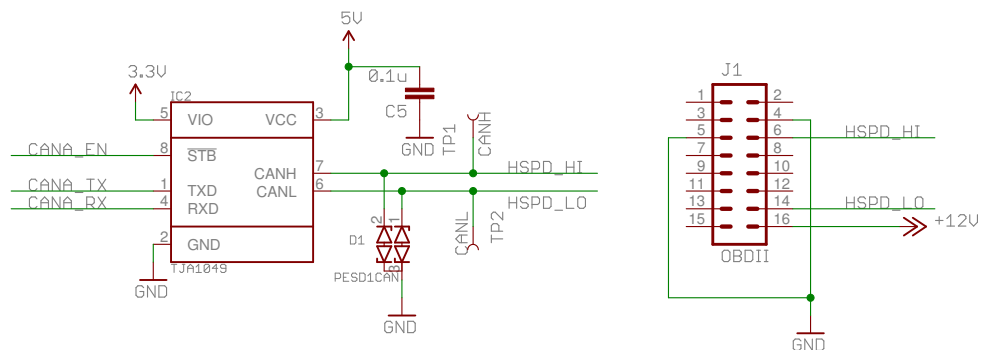 5V
3.3V
0.1u
C5
GND
IC2
5 VIO VCC 3
CANA_EN 8 STB
CANH 7 HSPD_HI
CANA_TX 1 TXD CANL 6 HSPD_LO
CANA_RX 4 RXD
2 GND
TJA1049
GND
TP1
CANH
CANL
TP2
D1
2 1
3
PESD1CAN
GND
J1
1 2
3 4
5 6 HSPD_HI
7 8
9 10
11 12
13 14 HSPD_LO
15 16 +12V
OBDII
GND